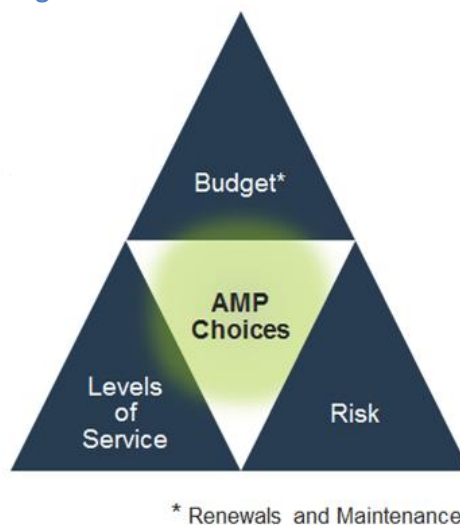 Budget*
AMP
Choices
Levels
of
Service
Risk
* Renewals and Maintenance